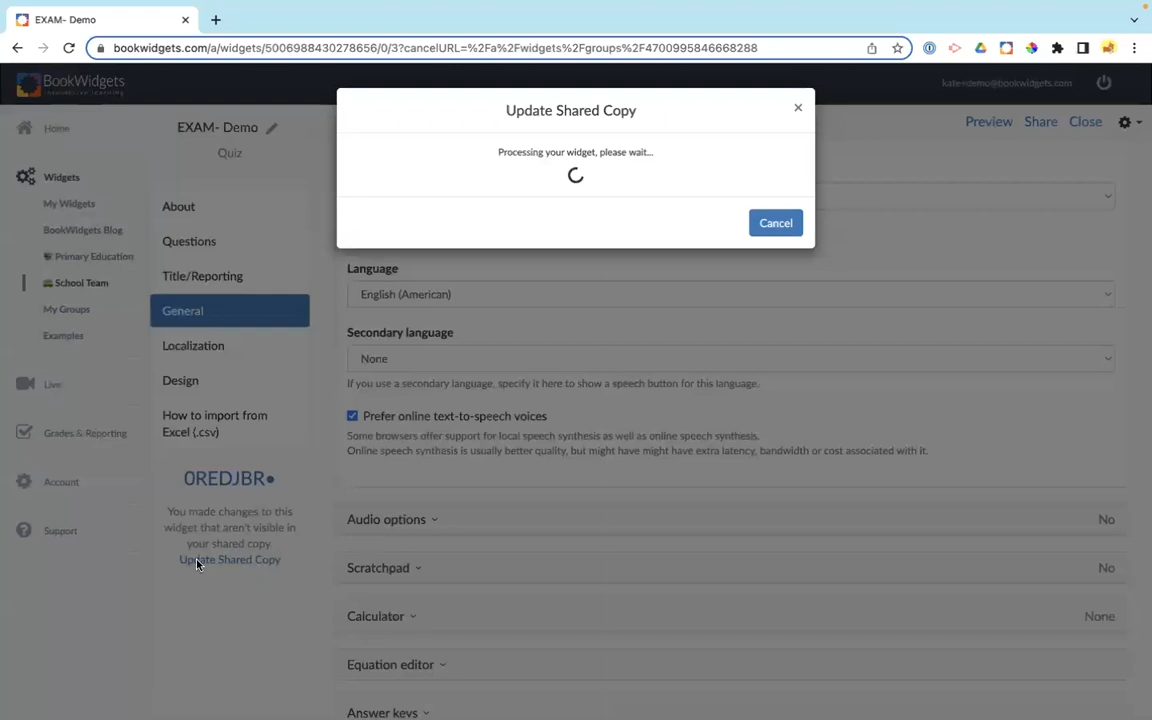 EXAM- Demo
bookwidgets.com/a/widgets/5006988430278656/0/3?cancelURL=%2Fa%2Fwidgets%2Fgroups%2F4700995846668288
BookWidgets
kate+demo@bookwidgets.com
Update Shared Copy
Processing your widget, please wait...
Cancel
Home
Widgets
My Widgets
BookWidgets Blog
Primary Education
School Team
My Groups
Examples
Live
Grades & Reporting
Account
Support
EXAM- Demo
Quiz
About
Questions
Title/Reporting
General
Localization
Design
How to import from
Excel (.csv)
0REDJBR•
You made changes to this
widget that aren't visible in
your shared copy.
Update Shared Copy
Preview Share Close
Language
English (American)
Secondary language
None
If you use a secondary language, specify it here to show a speech button for this language.
Prefer online text-to-speech voices
Some browsers offer support for local speech synthesis as well as online speech synthesis.
Online speech synthesis is usually better quality, but might have might have extra latency, bandwidth or cost associated with it.
Audio options No
Scratchpad No
Calculator None
Equation editor
Answer keys